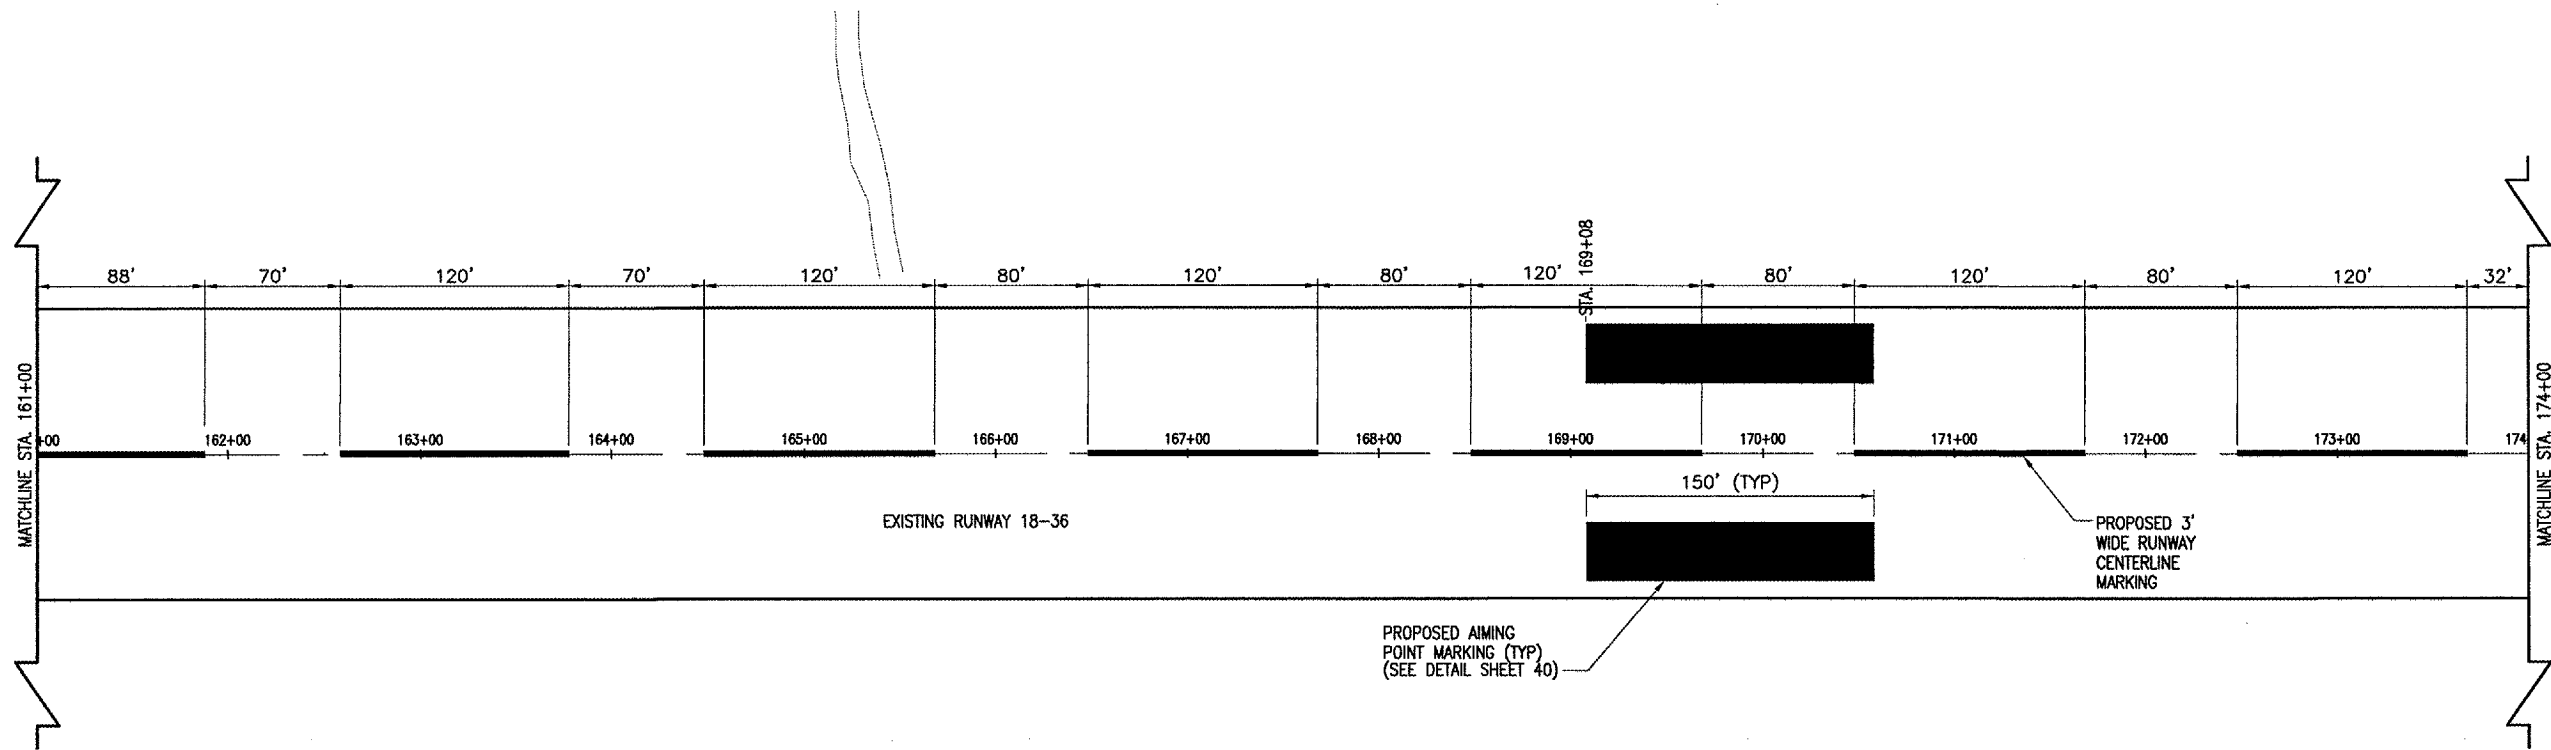 STA. 169+08
88' 70' 120' 70' 120' 80' 120' 80' 120' 80' 120' 80' 120' 32'
MATCHLINE STA. 161+00
MATCHLINE STA. 174+00
+00 162+00 163+00 164+00 165+00 166+00 167+00 168+00 169+00 170+00 171+00 172+00 173+00 174
150' (TYP)
EXISTING RUNWAY 18-36
PROPOSED 3'
WIDE RUNWAY
CENTERLINE
MARKING
PROPOSED AIMING
POINT MARKING (TYP)
(SEE DETAIL SHEET 40)